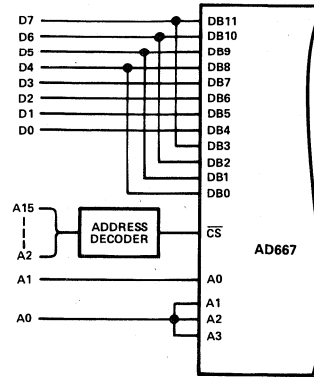 D7 DB11
D6 DB10
D5 DB9
D4 DB8
D3 DB7
D2 DB6
D1 DB5
D0 DB4
DB3
DB2
DB1
DB0
A15
ADDRESS
DECODER
CS
A2
AD667
A1 A0
A1
A0 A2
A3